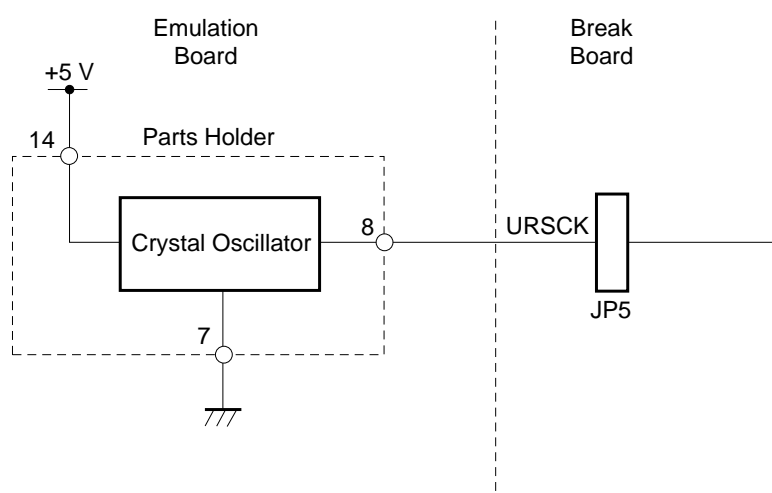 Emulation
Board
Break
Board
+5 V
14
Parts Holder
Crystal Oscillator
8
URSCK
JP5
7